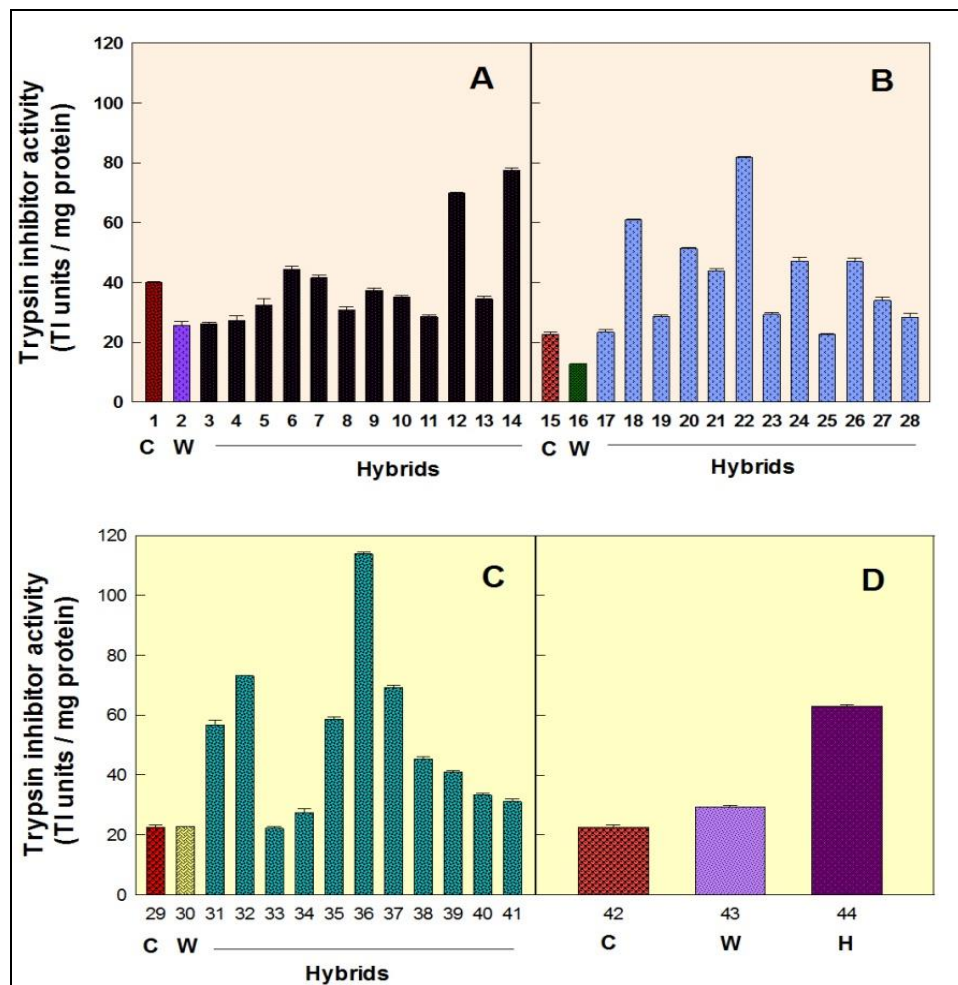 Trypsin inhibitor activity
(TI units / mg protein)
120
100
80
60
40
20
0
A
B
1 2 3 4 5 6 7 8 9 10 11 12 13 14 15 16 17 18 19 20 21 22 23 24 25 26 27 28
C W C W
Hybrids Hybrids
Trypsin inhibitor activity
(TI units / mg protein)
120
100
80
60
40
20
0
C
D
29 30 31 32 33 34 35 36 37 38 39 40 41 42 43 44
C W C W H
Hybrids